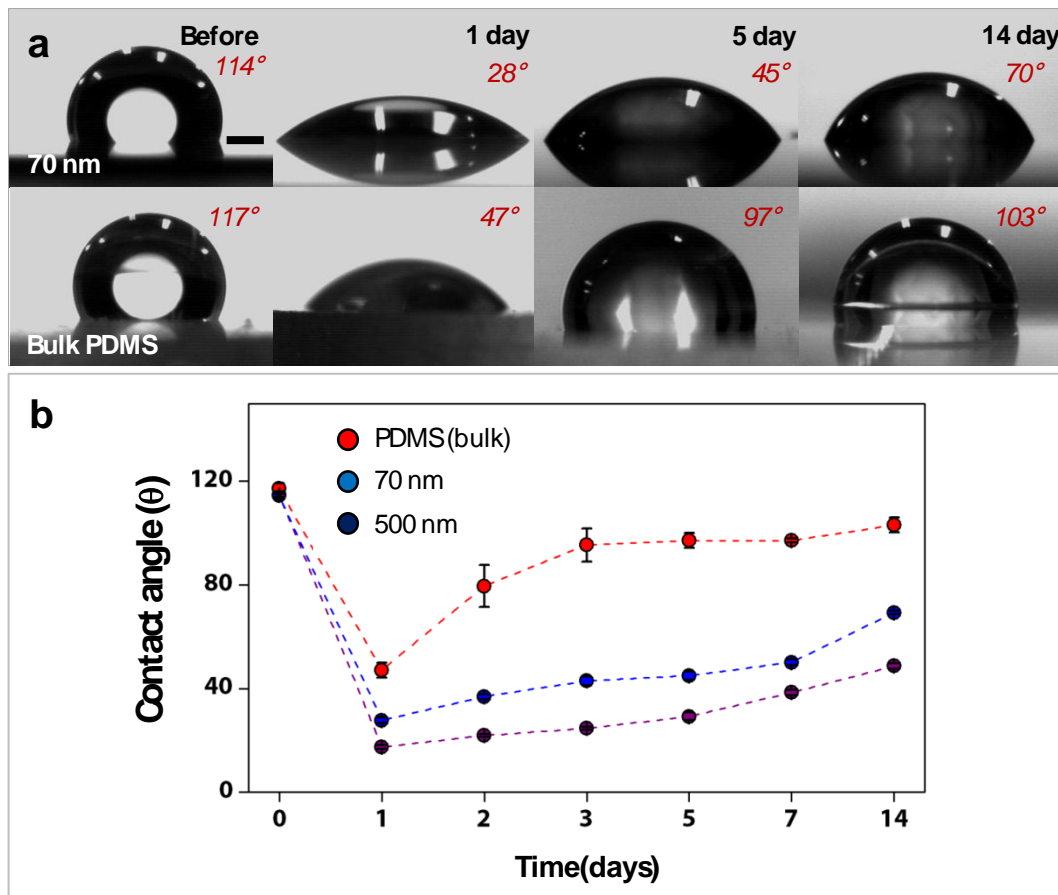 a
Before
1 day
5 day
14 day
114°
28°
45°
70°
70 nm
117°
47°
97°
103°
Bulk PDMS
b
PDMS(bulk)
70 nm
500 nm
Contact angle(θ)
120
80
40
0
0 1 2 3 5 7 14
Time(days)